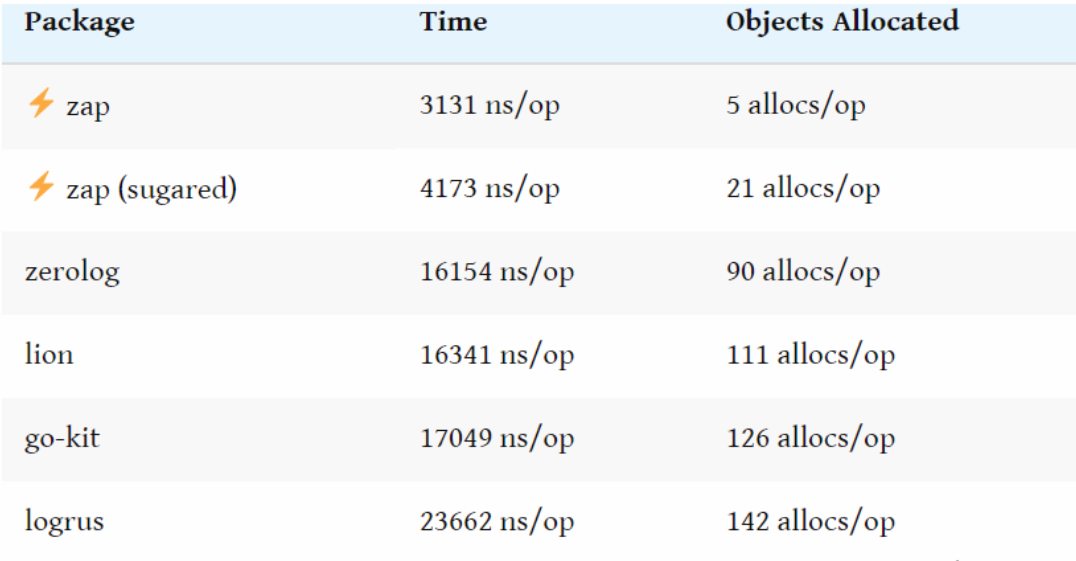 Package Time Objects Allocated
⚡ zap 3131 ns/op 5 allocs/op
⚡ zap (sugared) 4173 ns/op 21 allocs/op
zerolog 16154 ns/op 90 allocs/op
lion 16341 ns/op 111 allocs/op
go-kit 17049 ns/op 126 allocs/op
logrus 23662 ns/op 142 allocs/op